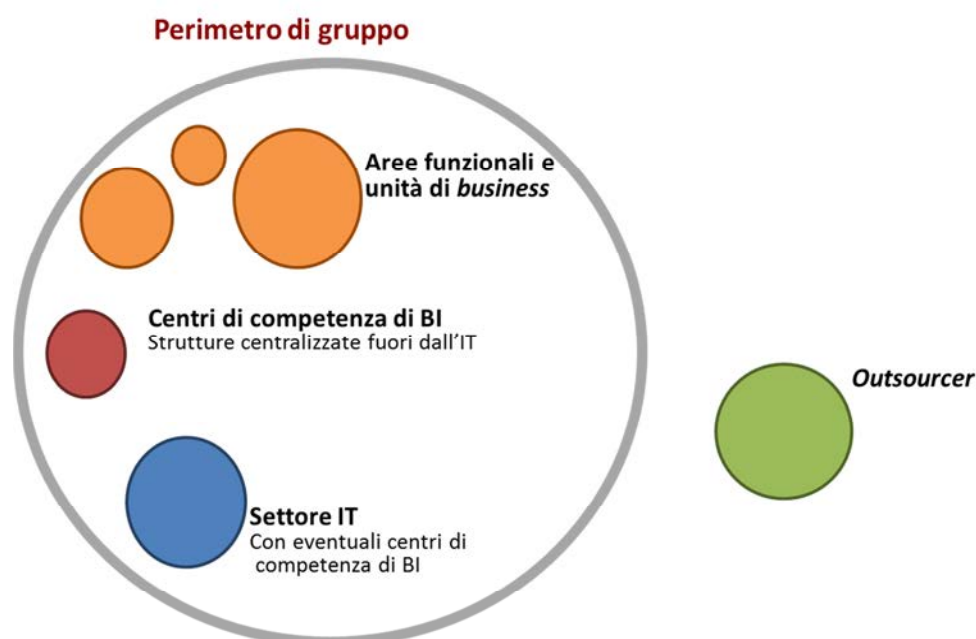 Perimetro di gruppo
Aree funzionali e
unità di business
Centri di competenza di BI
Strutture centralizzate fuori dall'IT
Outsourcer
Settore IT
Con eventuali centri di
competenza di BI